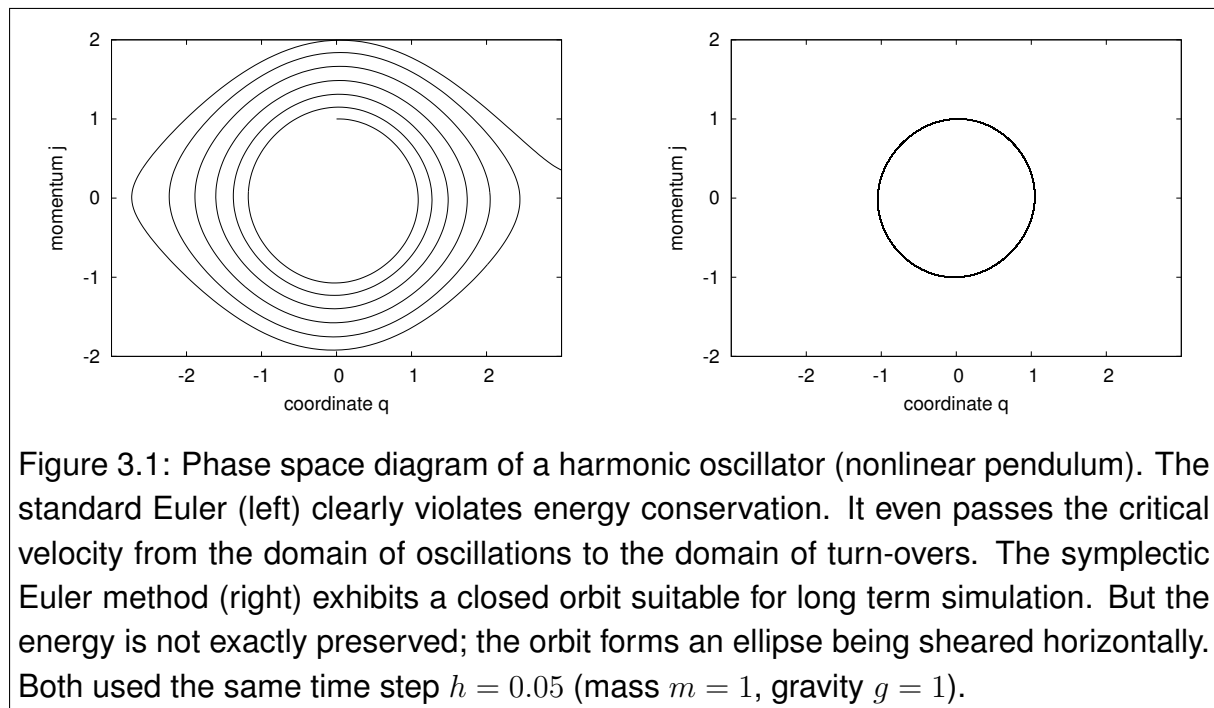 2
1
0
-1
-2
momentum j
-2 -1 0 1 2
coordinate q
2
1
0
-1
-2
momentum j
-2 -1 0 1 2
coordinate q
Figure 3.1: Phase space diagram of a harmonic oscillator (nonlinear pendulum). The
standard Euler (left) clearly violates energy conservation. It even passes the critical
velocity from the domain of oscillations to the domain of turn-overs. The symplectic
Euler method (right) exhibits a closed orbit suitable for long term simulation. But the
energy is not exactly preserved; the orbit forms an ellipse being sheared horizontally.
Both used the same time step h = 0.05 (mass m = 1, gravity g = 1).